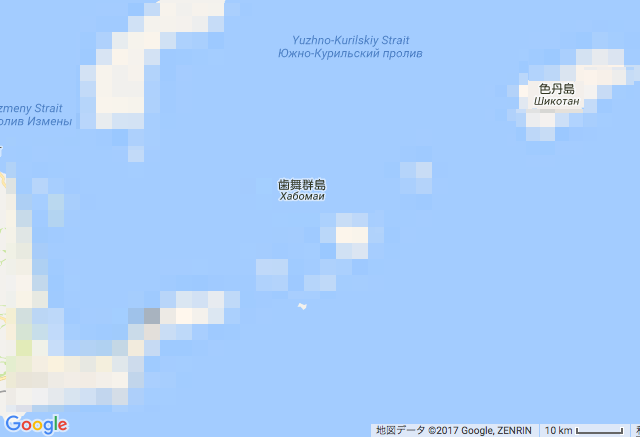 Yuzhno-Kurilskiy Strait
Южно-Курильский пролив
色丹島
Шикотан
zmeny Strait
олив Измены
歯舞群島
Хабомаи
Google
地図データ ©2017 Google, ZENRIN
10 km